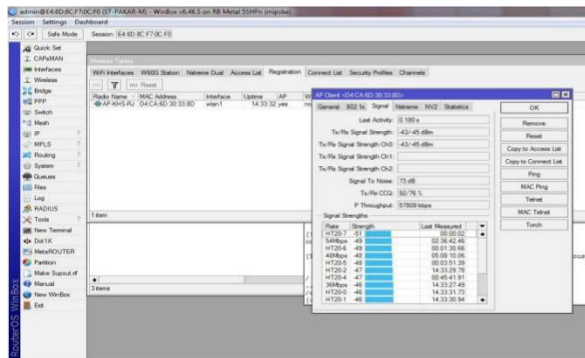 admin@E4:8D:8C:F7:0C:F0 (ST-PAKAR-M) - WinBox v6.46.5 on RB Metal 5SHPn (mipsbe)
Session Settings Dashboard
Safe Mode Session: E4:8D:8C:F7:0C:F0
Quick Set
CAPsMAN
Interfaces
Wireless
Bridge
PPP
Switch
Mesh
IP
MPLS
Routing
System
Queues
Files
Log
RADIUS
Tools
New Terminal
Dot1X
MetaROUTER
Partition
Make Supout.rif
Manual
New WinBox
Exit
RouterOS WinBox
Wireless Tables
WiFi Interfaces W60G Station Nstreme Dual Access List Registration Connect List Security Profiles Channels
Reset
Radio Name MAC Address Interface Uptime AP
AP-KHS-RJ D4:CA:6D:30:33:8D wlan1 14:33:32 yes no
1 item
3 items
AP Client <D4:CA:6D:30:33:8D>
General 802.1x Signal Nstreme NV2 Statistics
Last Activity: 0.180 s
Tx/Rx Signal Strength: -43/-45 dBm
Tx/Rx Signal Strength Ch0: -43/-45 dBm
Tx/Rx Signal Strength Ch1:
Tx/Rx Signal Strength Ch2:
Signal To Noise: 73 dB
Tx/Rx CCQ: 92/76 %
P Throughput: 57809 kbps
Signal Strengths
Rate Strength Last Measured
HT20-7 -51 00:00:02
54Mbps -49 02:36:42.46
HT20-6 -49 00:01:30.66
48Mbps -48 05:08:10.06
HT20-5 -48 00:03:51.39
HT20-2 -47 14:33:29.78
HT20-4 -47 00:45:41.91
36Mbps -46 14:33:27.49
HT20-0 -46 14:33:31.73
HT20-1 -46 14:33:30.94
OK
Remove
Reset
Copy to Access List
Copy to Connect List
Ping
MAC Ping
Telnet
MAC Telnet
Torch